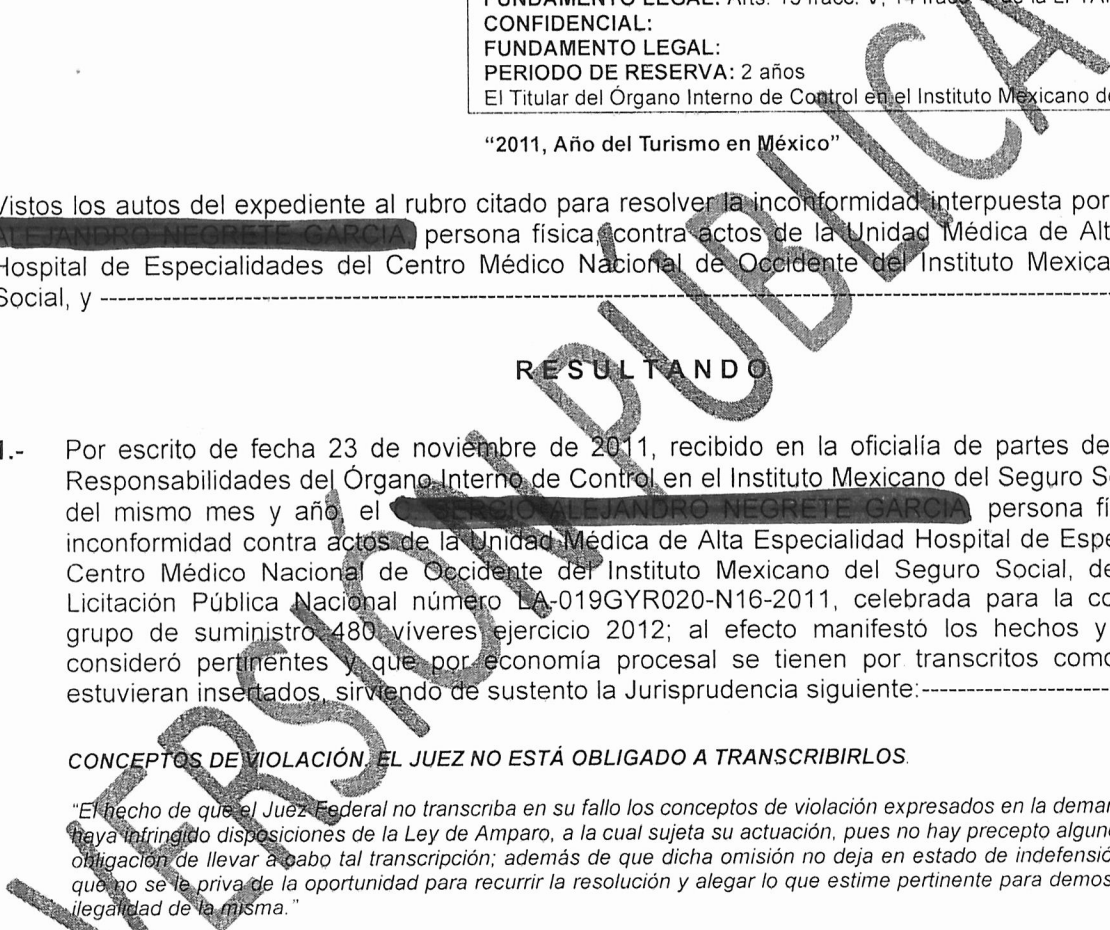 FUNDAMENTO LEGAL: Arts.
CONFIDENCIAL:
FUNDAMENTO LEGAL:
PERIODO DE RESERVA: 2 años
El Titular del Órgano Interno de Control en el Instituto Mexicano de
“2011, Año del Turismo en México”
Vistos los autos del expediente al rubro citado para resolver la inconformidad interpuesta por
persona física, contra actos de la Unidad Médica de Alt
Hospital de Especialidades del Centro Médico Nacional de Occidente del Instituto Mexica
Social, y ------------------------------------------------------------
RESULTANDO
1.- Por escrito de fecha 23 de noviembre de 2011, recibido en la oficialía de partes de
Responsabilidades del Órgano Interno de Control en el Instituto Mexicano del Seguro S
del mismo mes y año, el persona fí
inconformidad contra actos de la Unidad Médica de Alta Especialidad Hospital de Espe
Centro Médico Nacional de Occidente del Instituto Mexicano del Seguro Social, de
Licitación Pública Nacional número LA-019GYR020-N16-2011, celebrada para la co
grupo de suministro 480 víveres ejercicio 2012; al efecto manifestó los hechos y
consideró pertinentes y que por economía procesal se tienen por transcritos como
estuvieran insertados, sirviendo de sustento la Jurisprudencia siguiente:--------------------
CONCEPTOS DE VIOLACIÓN. EL JUEZ NO ESTÁ OBLIGADO A TRANSCRIBIRLOS.
“El hecho de que el Juez Federal no transcriba en su fallo los conceptos de violación expresados en la deman
haya infringido disposiciones de la Ley de Amparo, a la cual sujeta su actuación, pues no hay precepto algun
obligación de llevar a cabo tal transcripción; además de que dicha omisión no deja en estado de indefensió
que no se le priva de la oportunidad para recurrir la resolución y alegar lo que estime pertinente para demos
ilegalidad de la misma.”
VERSIÓN PÚBLICA